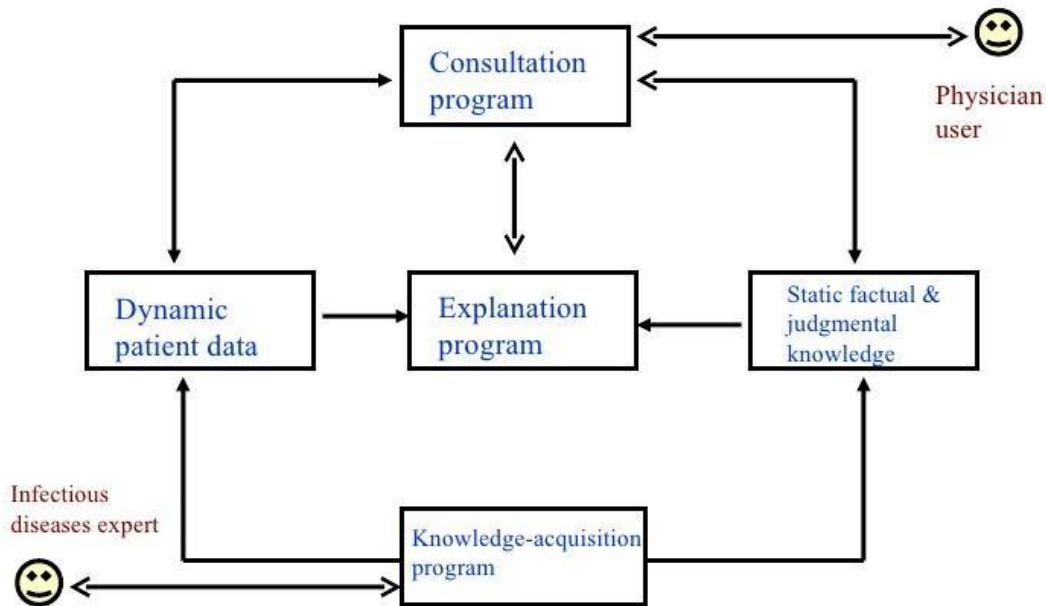 Consultation
program
Physician
user
Dynamic
patient data
Explanation
program
Static factual &
judgmental
knowledge
Infectious
diseases expert
Knowledge-acquisition
program